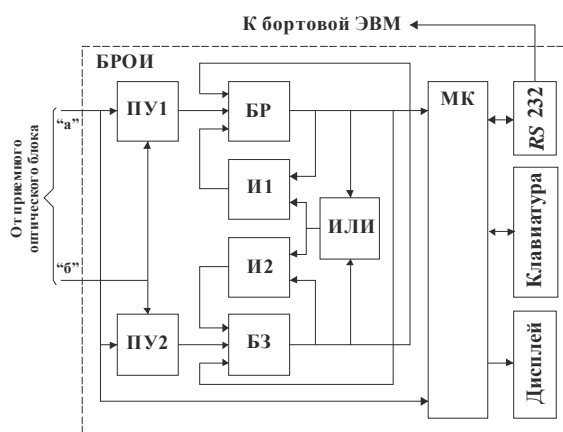 К бортовой ЭВМ
БРОИ
ПУ1
БР
МК
RS 232
“а”
От приемного
оптического блока
И1
ИЛИ
Клавиатура
“б”
И2
ПУ2
БЗ
Дисплей